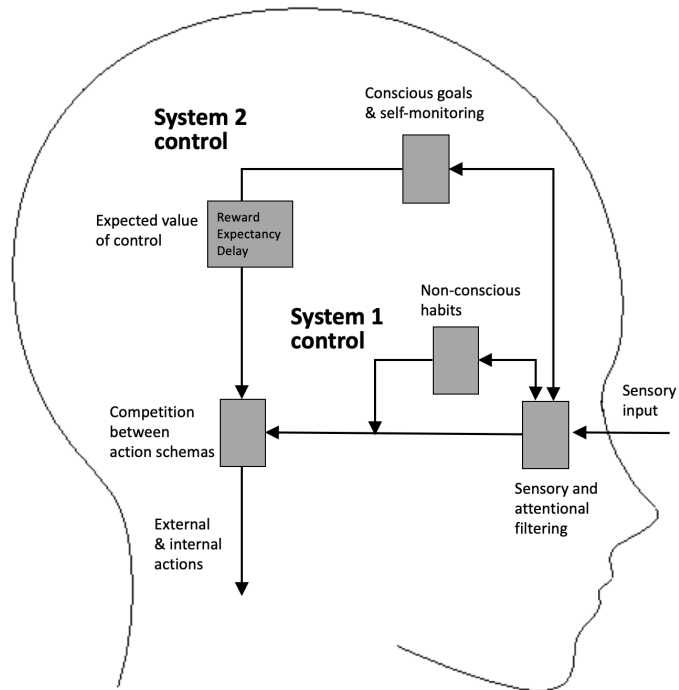 Conscious goals
& self-monitoring
System 2
control
Expected value
of control
Reward
Expectancy
Delay
Non-conscious
habits
System 1
control
Sensory
input
Competition
between
action schemas
Sensory and
attentional
filtering
External
& internal
actions